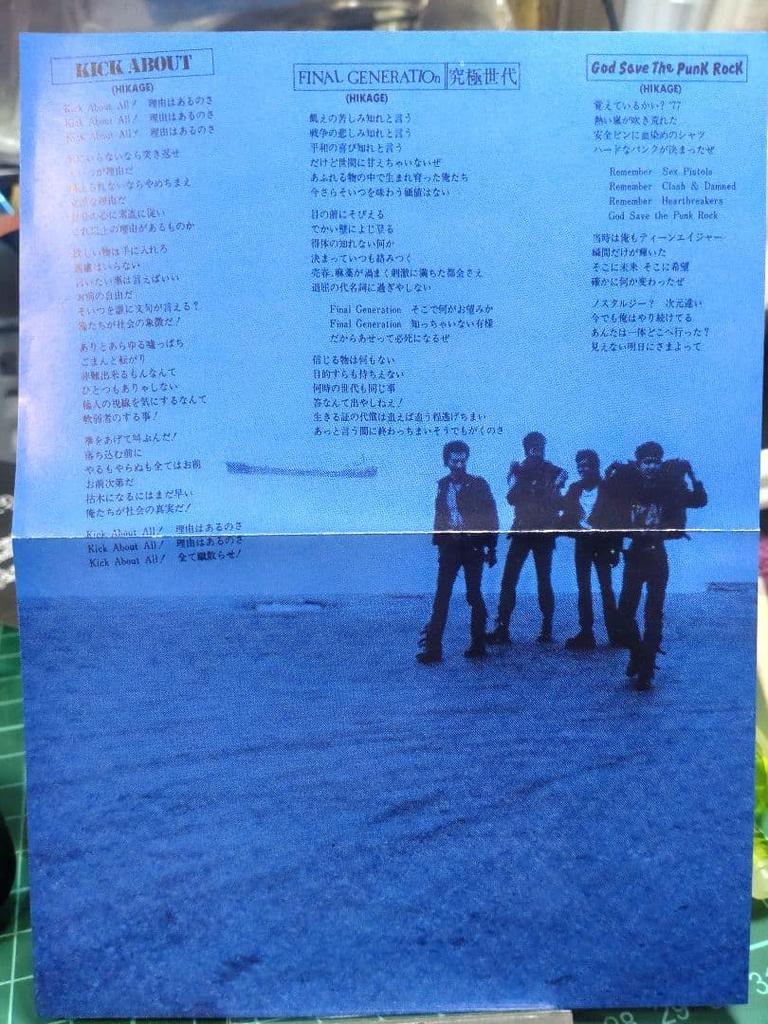 KICK ABOUT
(HIKAGE)
Kick About All! 理由はあるのさ
Kick About All! 理由はあるのさ
Kick About All! 理由はあるのさ
いらないなら突き返せ
が理由だ
られないならやめちまえ
な理由だ
の心に素直に従い
これ以上の理由があるものか
欲しい物は手に入れろ
はいらない
言いたい事は言えばいい
お前の自由だ
そいつを誰に文句が言える?
俺たちが社会の象徴だ!
ありとあらゆる嘘っぱち
ごまんと転がり
非難出来るもんなんて
ひとつもありゃしない
他人の視線を気にするなんて
軟弱者のする事!
拳をあげて叫ぶんだ!
落ち込む前に
やるもやらぬも全てはお前
お前次第だ
枯木になるにはまだ早い
俺たちが社会の真実だ!
Kick About All! 理由はあるのさ
Kick About All! 理由はあるのさ
Kick About All! 全て蹴散らせ!
FINAL GENERATION 究極世代
(HIKAGE)
飢えの苦しみ知れと言う
戦争の悲しみ知れと言う
平和の喜び知れと言う
だけど世間に甘えちゃいないぜ
あふれる物の中で生まれ育った俺たち
今さらそいつを味わう価値はない
目の前にそびえる
でかい壁によじ登る
得体の知れない何か
決まっていつも絡みつく
売春、麻薬が渦まく刺激に満ちた都会さえ
退屈の代名詞に過ぎやしない
Final Generation そこで何がお望みか
Final Generation 知っちゃいない有様
だからあせって必死になるぜ
信じる物は何もない
目的すらも持ちえない
何時の世代も同じ事
答なんて出やしねえ!
生きる証の代償は追えば追う程逃げちまい
あっと言う間に終わっちまいそうでもがくのさ
God Save The Punk Rock
(HIKAGE)
覚えているかい? '77
熱い嵐が吹き荒れた
安全ピンに血染めのシャツ
ハードなパンクが決まったぜ
Remember Sex Pistols
Remember Clash & Damned
Remember Heartbreakers
God Save the Punk Rock
当時は俺もティーンエイジャー
瞬間だけが輝いた
そこに未来 そこに希望
確かに何か変わったぜ
ノスタルジー? 次元違い
今でも俺はやり続けてる
あんたは一体どこへ行った?
見えない明日にさまよって
28
29